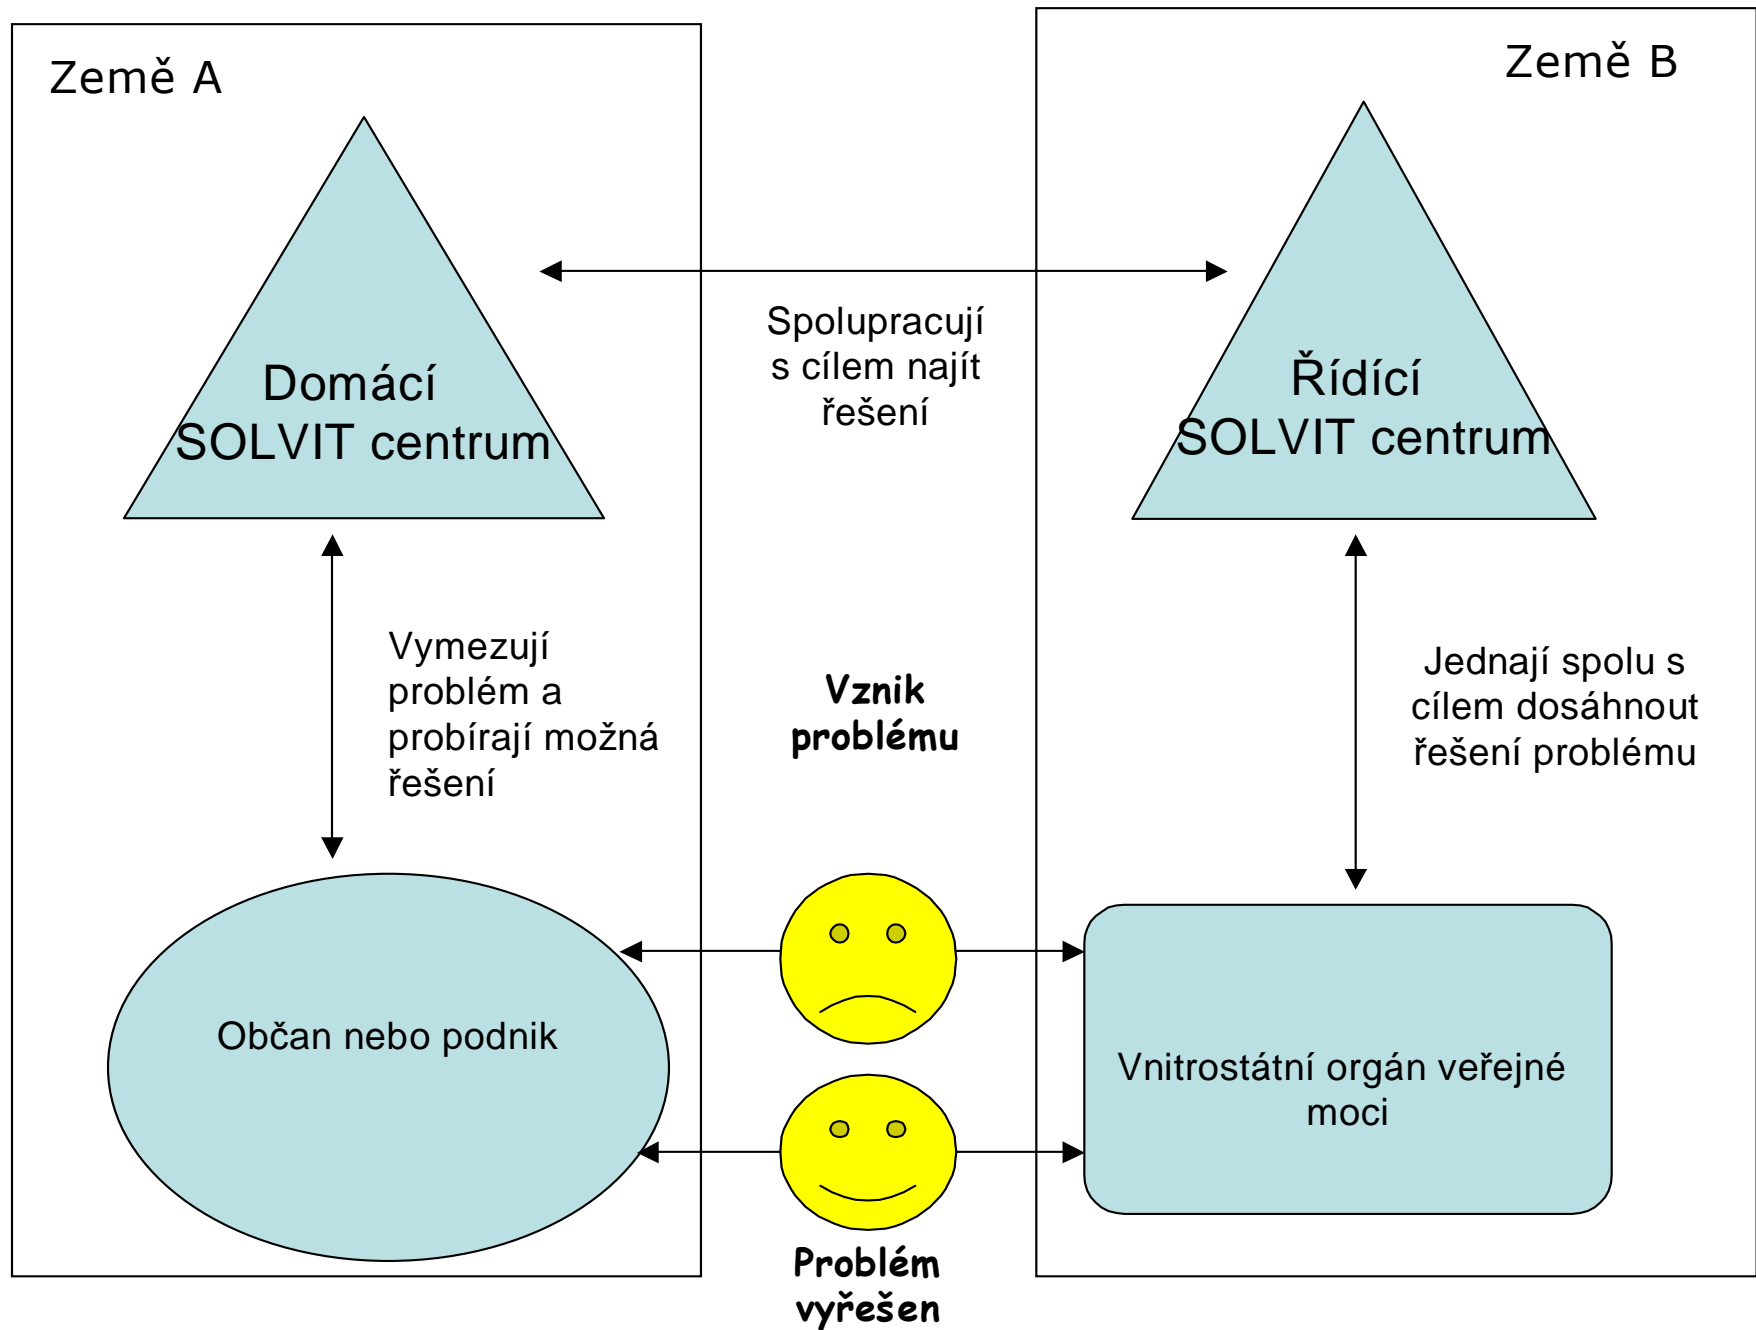 Země A
Země B
Domácí
SOLVIT centrum
Spolupracují
s cílem najít
řešení
Řídící
SOLVIT centrum
Vymezují
problém a
probírají možná
řešení
Vznik
problému
Jednají spolu s
cílem dosáhnout
řešení problému
Občan nebo podnik
Vnitrostátní orgán veřejné
moci
Problém
vyřešen